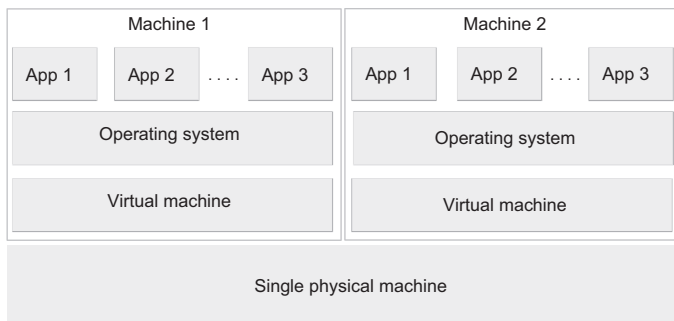 Machine 1
App 1 App 2 .... App 3
Operating system
Virtual machine
Machine 2
App 1 App 2 .... App 3
Operating system
Virtual machine
Single physical machine